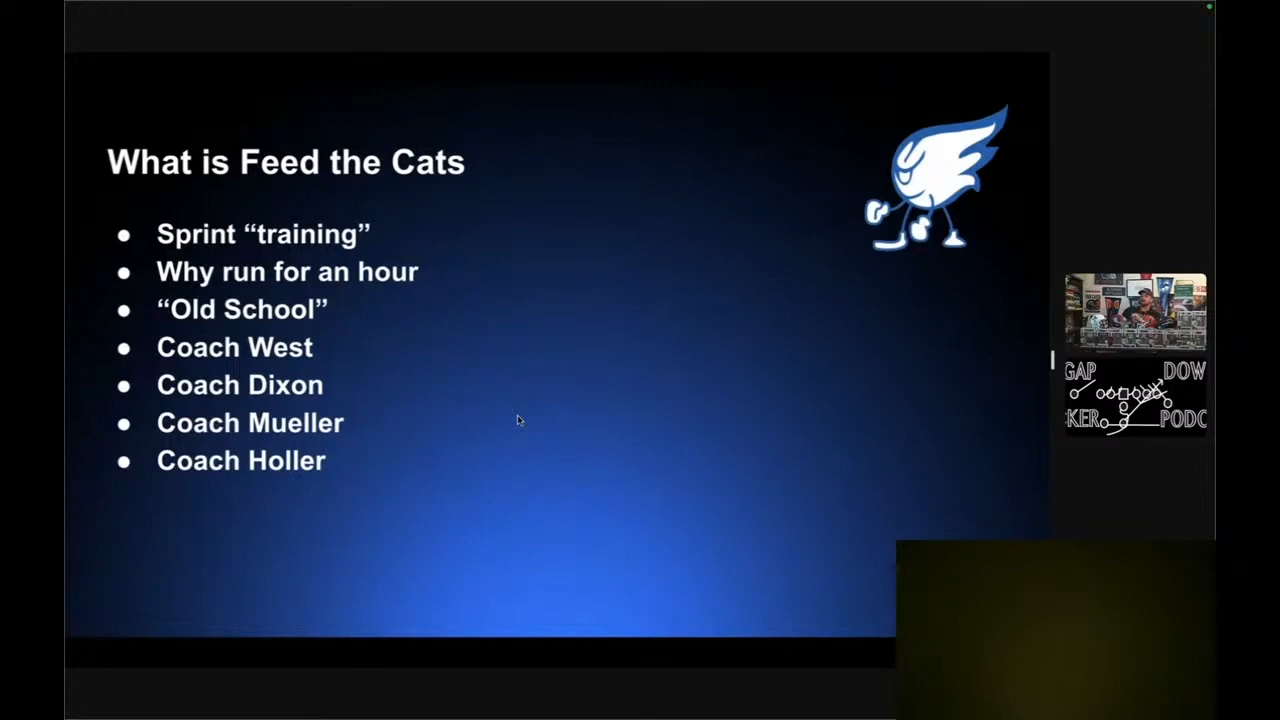 What is Feed the Cats
Sprint “training”
Why run for an hour
“Old School”
Coach West
Coach Dixon
Coach Mueller
Coach Holler
GAP DOW
KER PODC